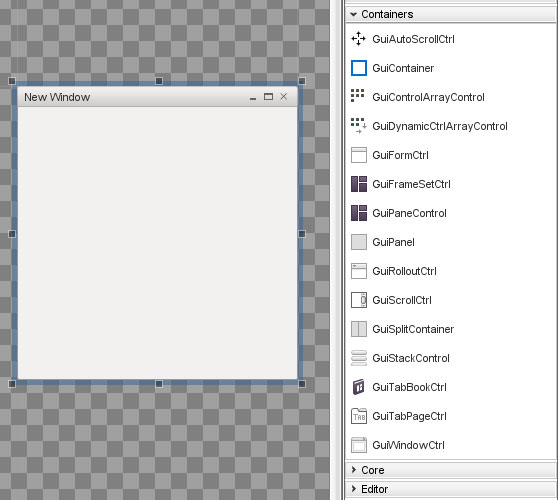 New Window
Containers
GuiAutoScrollCtrl
GuiContainer
GuiControlArrayControl
GuiDynamicCtrlArrayControl
GuiFormCtrl
GuiFrameSetCtrl
GuiPaneControl
GuiPanel
GuiRolloutCtrl
GuiScrollCtrl
GuiSplitContainer
GuiStackControl
GuiTabBookCtrl
TAB GuiTabPageCtrl
GuiWindowCtrl
Core
Editor